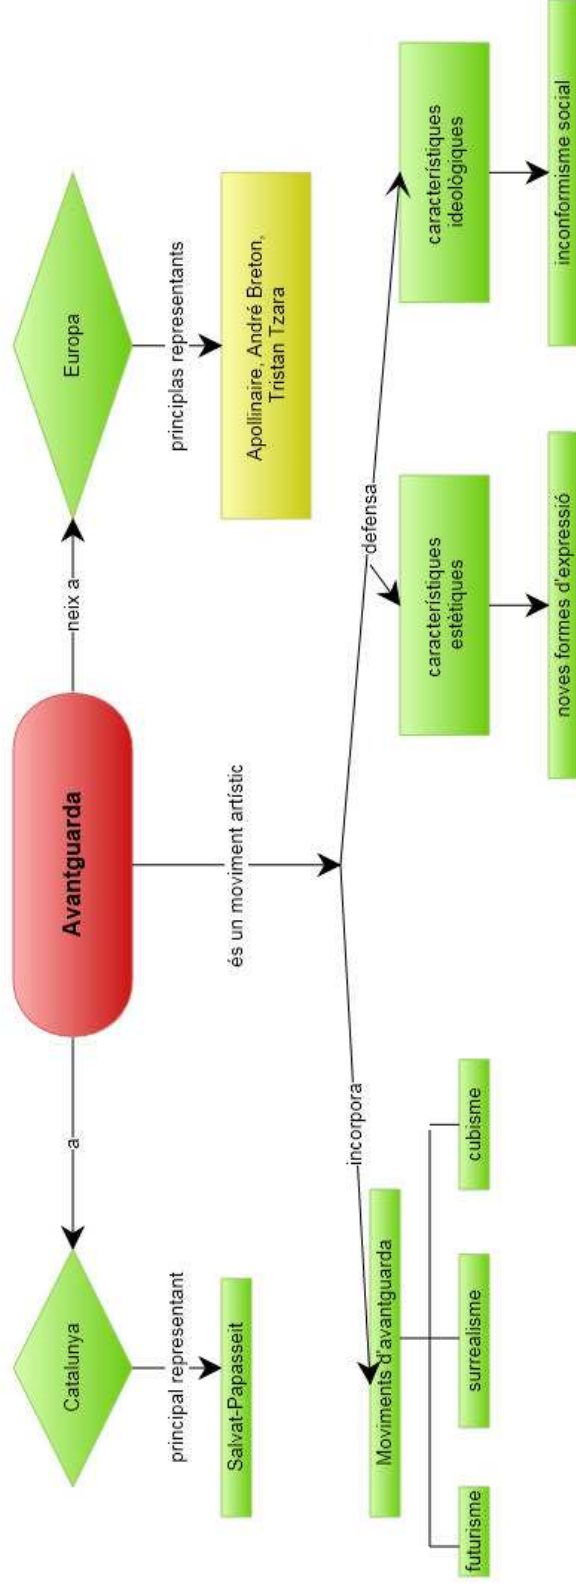 Avantguarda
a
neix a
Catalunya
Europa
principal representant
és un moviment artístic
principlas representants
Salvat-Papasseit
Apollinaire, André Breton,
Tristan Tzara
incorpora
defensa
Moviments d'avantguarda
característiques
estètiques
característiques
ideològiques
futurisme
surrealisme
cubisme
noves formes d'expressió
inconformisme social